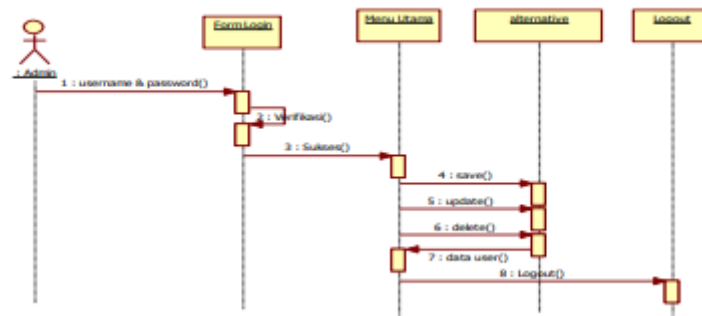 Form Login
Menu Utama
alternative
Logout
: Admin
1 : username & password()
2 : Verifikasi()
3 : Sukses()
4 : save()
5 : update()
6 : delete()
7 : data user()
8 : Logout()